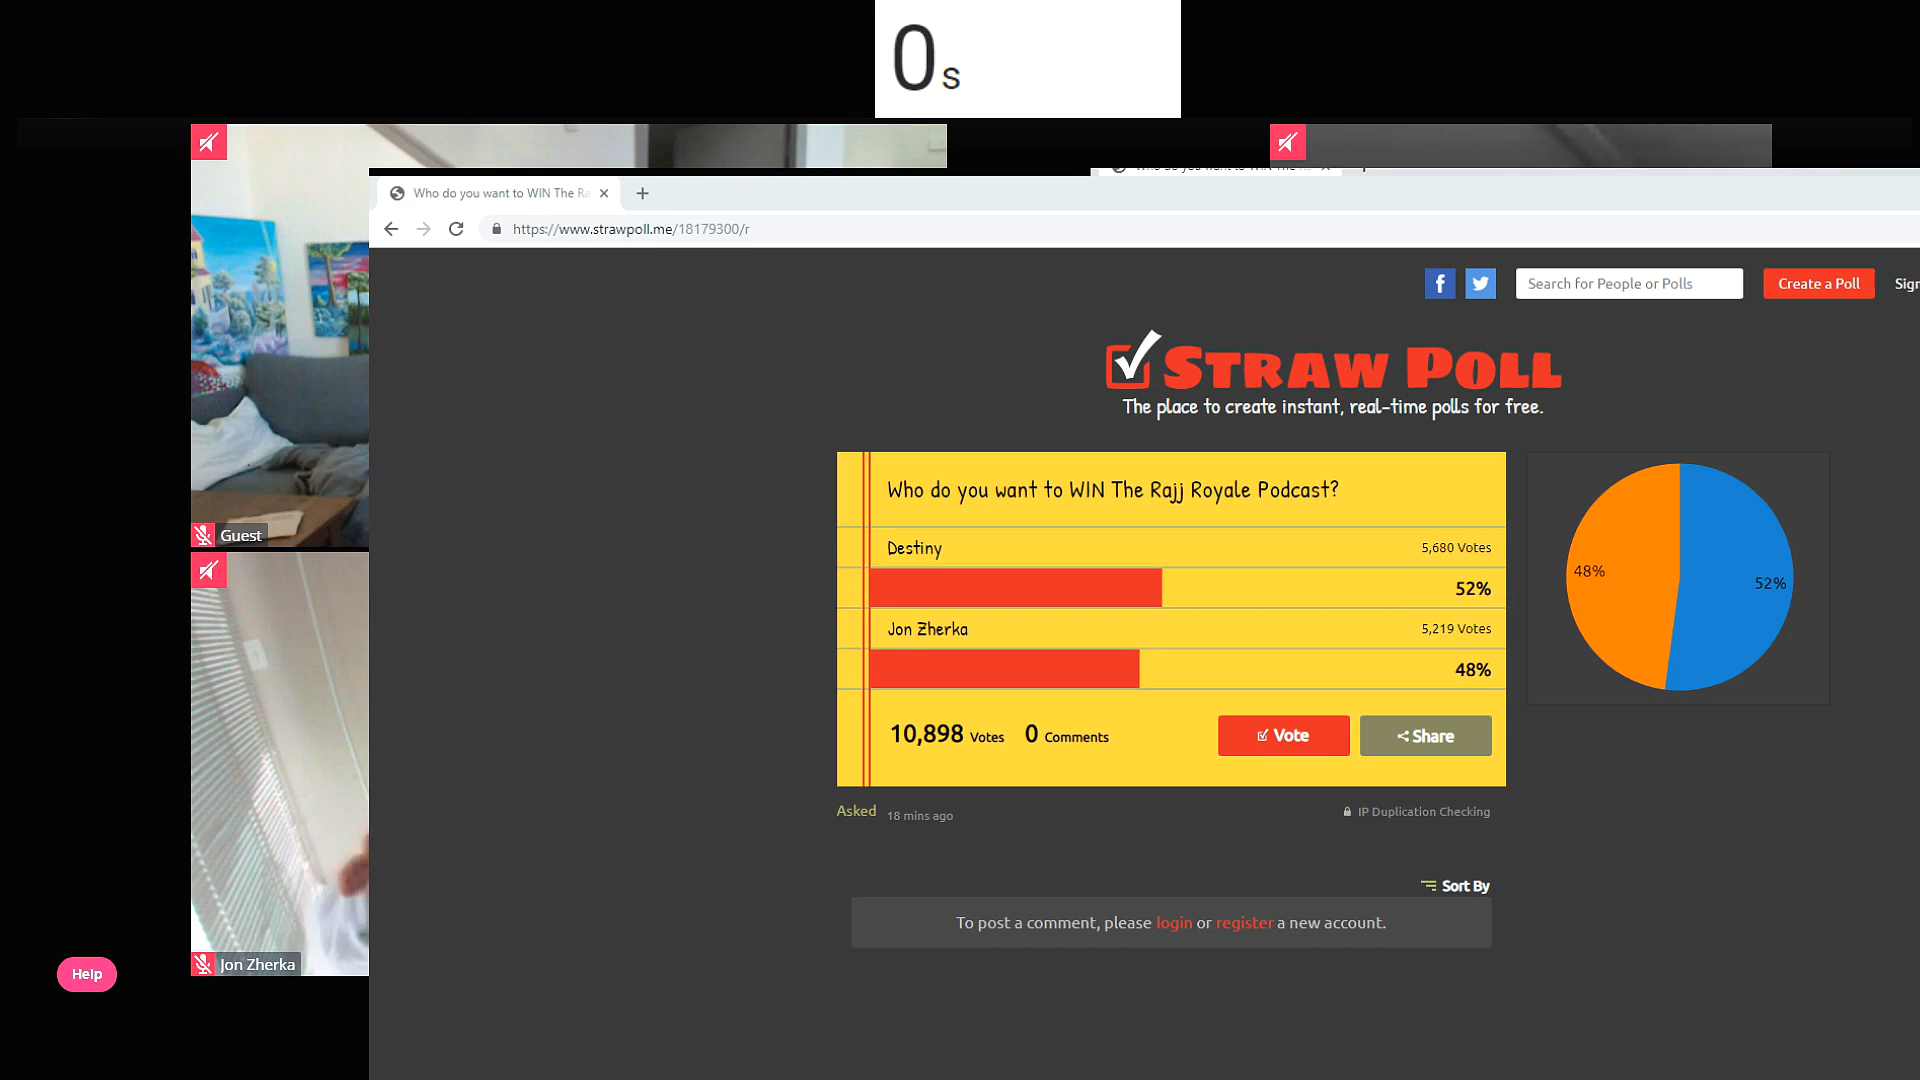 0s
Who do you want to WIN The Ra
https://www.strawpoll.me/18179300/r
f
Search for People or Polls
Create a Poll
Sign
STRAW POLL
The place to create instant, real-time polls for free.
Who do you want to WIN The Rajj Royale Podcast?
Destiny
5,680 Votes
52%
Jon Zherka
5,219 Votes
48%
10,898 Votes
0 Comments
Vote
Share
48%
52%
Asked 18 mins ago
IP Duplication Checking
Sort By
To post a comment, please login or register a new account.
Guest
Jon Zherka
Help